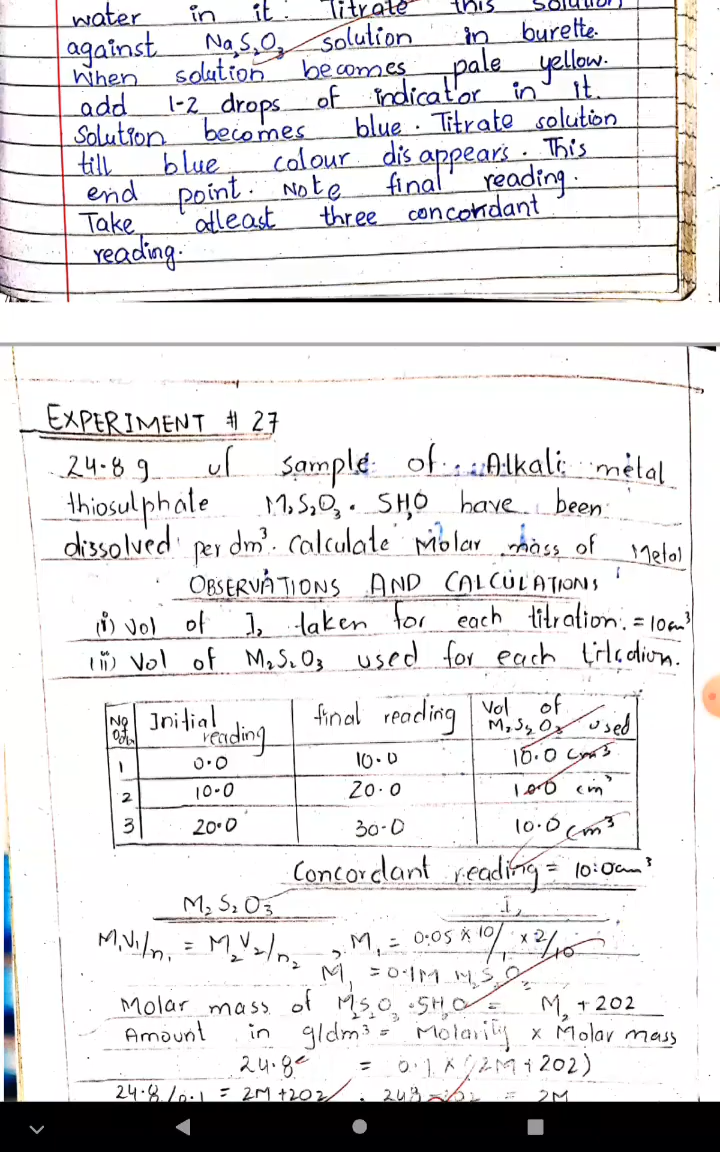 water in it. Titrate this solution
against Na₂S₂O₃ solution in burette.
When solution becomes pale yellow.
add 1-2 drops of indicator in it.
Solution becomes blue. Titrate solution
till blue colour disappears. This
end point. Note final reading.
Take atleast three concordant
reading.
EXPERIMENT # 27
24.8 g of sample of Alkali metal
thiosulphate M₂S₂O₃. 5H₂O have been
dissolved per dm³. Calculate Molar mass of Metal
OBSERVATIONS AND CALCULATIONS
(i) Vol of I₂ taken for each titration. = 10cm³
(ii) Vol of M₂S₂O₃ used for each titration.
No of Obs Initial reading final reading Vol of M₂S₂O₃ used
1 0.0 10.0 10.0 cm³
2 10.0 20.0 10.0 cm³
3 20.0 30.0 10.0 cm³
Concordant reading = 10.0cm³
M₂S₂O₃ I₂
M₁V₁/n₁ = M₂V₂/n₂ , M₁ = 0.05 x 10/1 x 2/10
M₁ = 0.1M M₂S₂O₃
Molar mass of M₂S₂O₃.5H₂O = M₂ + 202
Amount in g/dm³ = Molarity x Molar mass
24.8 = 0.1 x (2M + 202)
24.8/0.1 = 2M + 202 , 248 - 202 = 2M